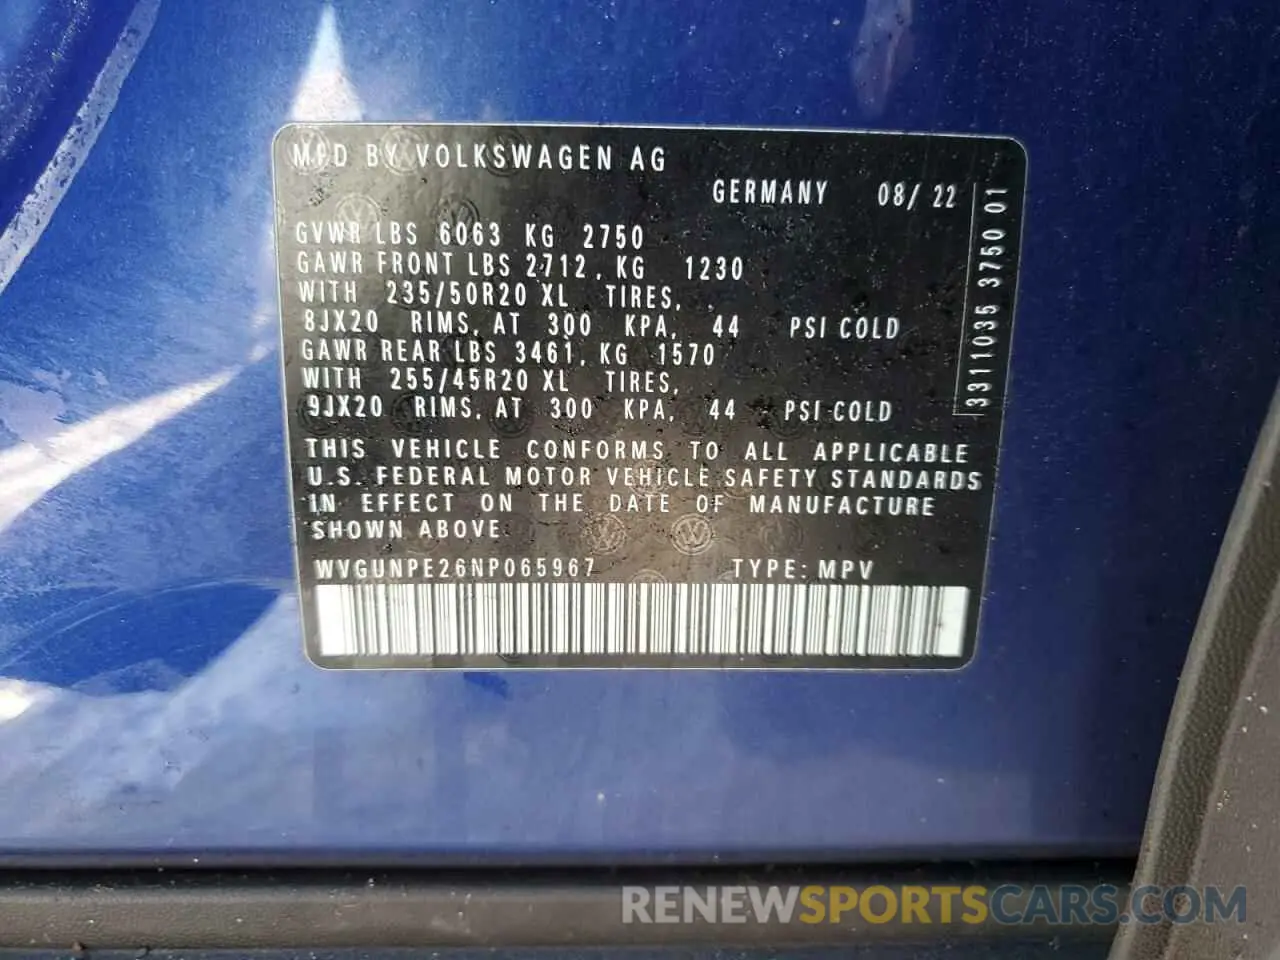 MFD BY VOLKSWAGEN AG
GERMANY 08/ 22
GVWR LBS 6063 KG 2750
GAWR FRONT LBS 2712, KG 1230
WITH 235/50R20 XL TIRES,
8JX20 RIMS, AT 300 KPA, 44 PSI COLD
GAWR REAR LBS 3461, KG 1570
WITH 255/45R20 XL TIRES,
9JX20 RIMS, AT 300 KPA, 44 PSI COLD
THIS VEHICLE CONFORMS TO ALL APPLICABLE
U.S. FEDERAL MOTOR VEHICLE SAFETY STANDARDS
IN EFFECT ON THE DATE OF MANUFACTURE
SHOWN ABOVE
WVGUNPE26NP065967 TYPE: MPV
3311035 3750 01
RENEWSPORTSCARS.COM